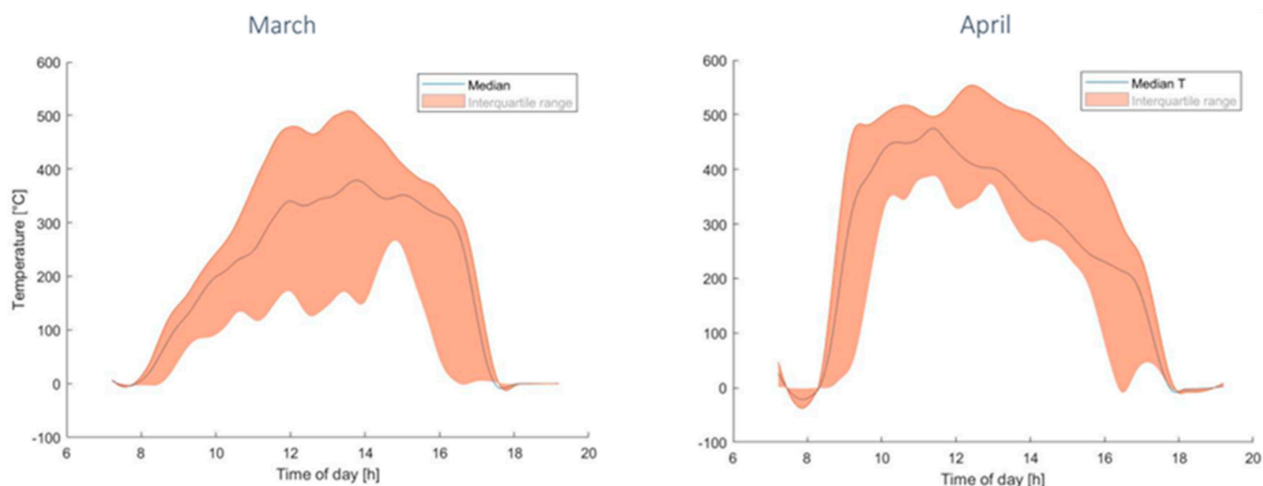 March
600
500
400
300
200
100
0
-100
Temperature [°C]
6 8 10 12 14 16 18 20
Time of day [h]
Median
Interquartile range
April
600
500
400
300
200
100
0
-100
6 8 10 12 14 16 18 20
Time of day [h]
Median T
Interquartile range